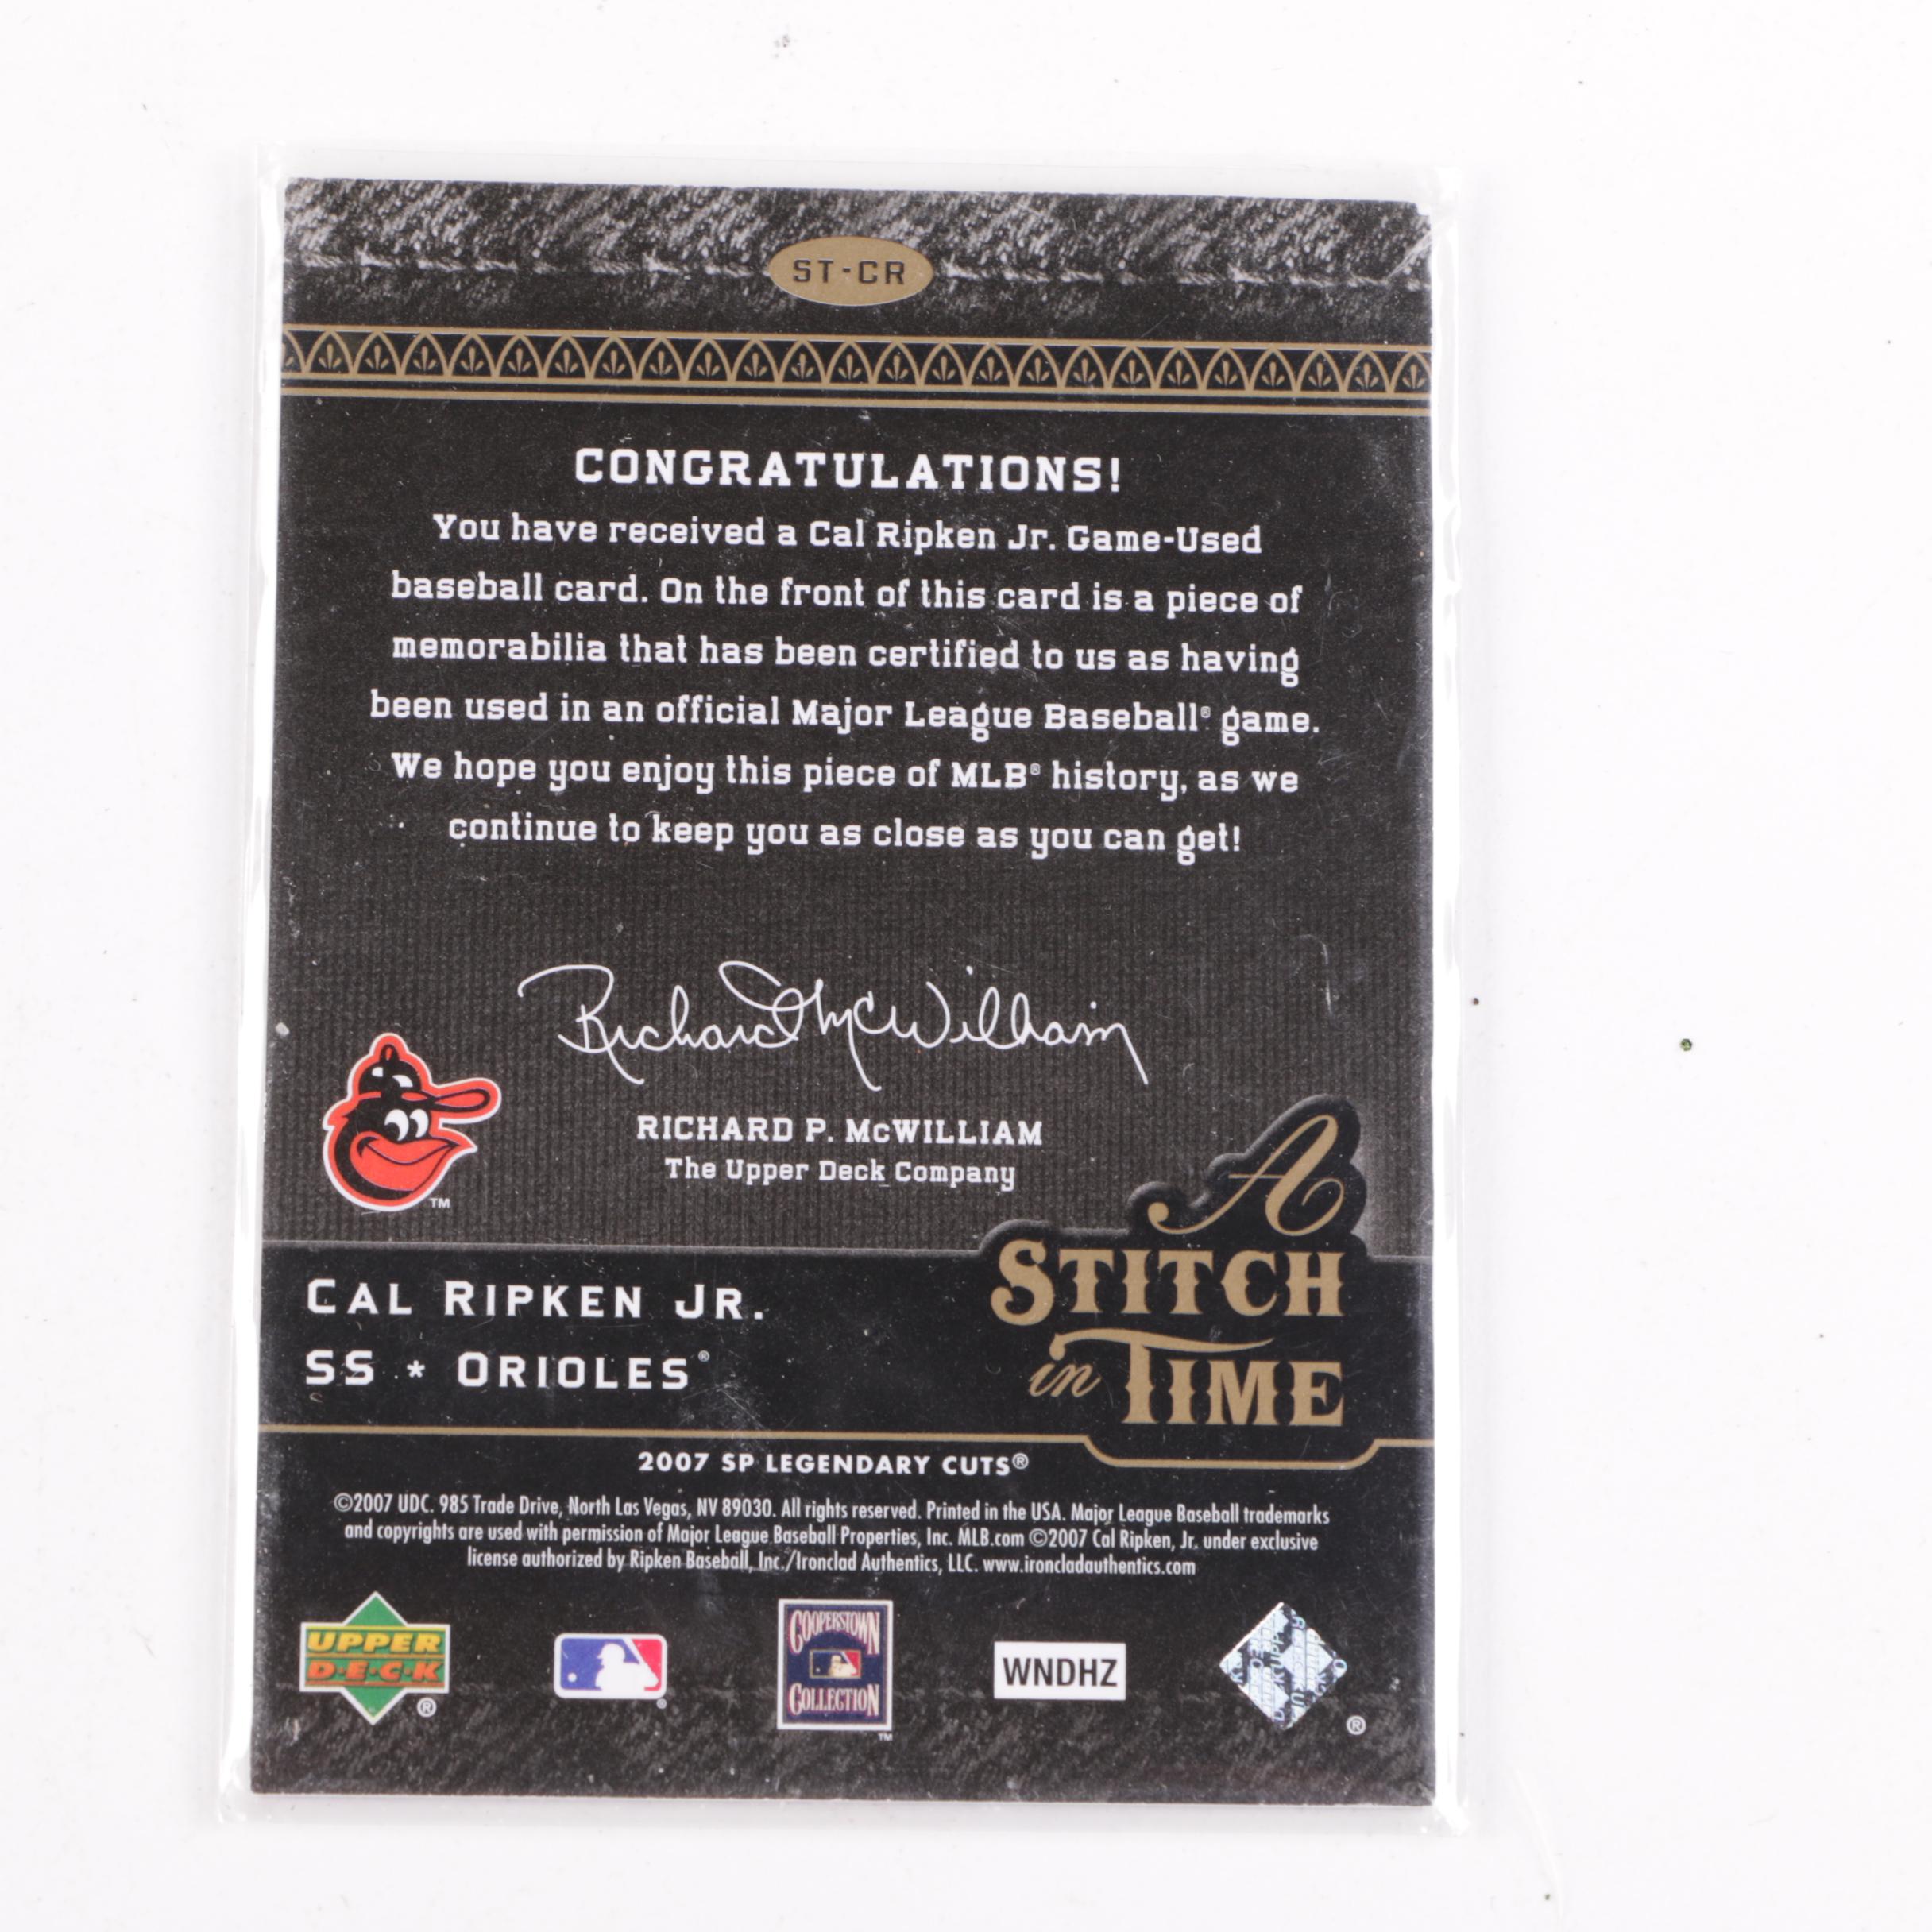 ST-CR
CONGRATULATIONS!
You have received a Cal Ripken Jr. Game-Used
baseball card. On the front of this card is a piece of
memorabilia that has been certified to us as having
been used in an official Major League Baseball® game.
We hope you enjoy this piece of MLB® history, as we
continue to keep you as close as you can get!
Richard McWilliam
RICHARD P. McWILLIAM
The Upper Deck Company
TM
A
STITCH
in TIME
CAL RIPKEN JR.
SS * ORIOLES®
2007 SP LEGENDARY CUTS®
©2007 UDC. 985 Trade Drive, North Las Vegas, NV 89030. All rights reserved. Printed in the USA. Major League Baseball trademarks
and copyrights are used with permission of Major League Baseball Properties, Inc. MLB.com ©2007 Cal Ripken, Jr. under exclusive
license authorized by Ripken Baseball, Inc./Ironclad Authentics, LLC. www.ironcladauthentics.com
UPPER
D·E·C·K
®
®
COOPERSTOWN
COLLECTION
TM
WNDHZ
®